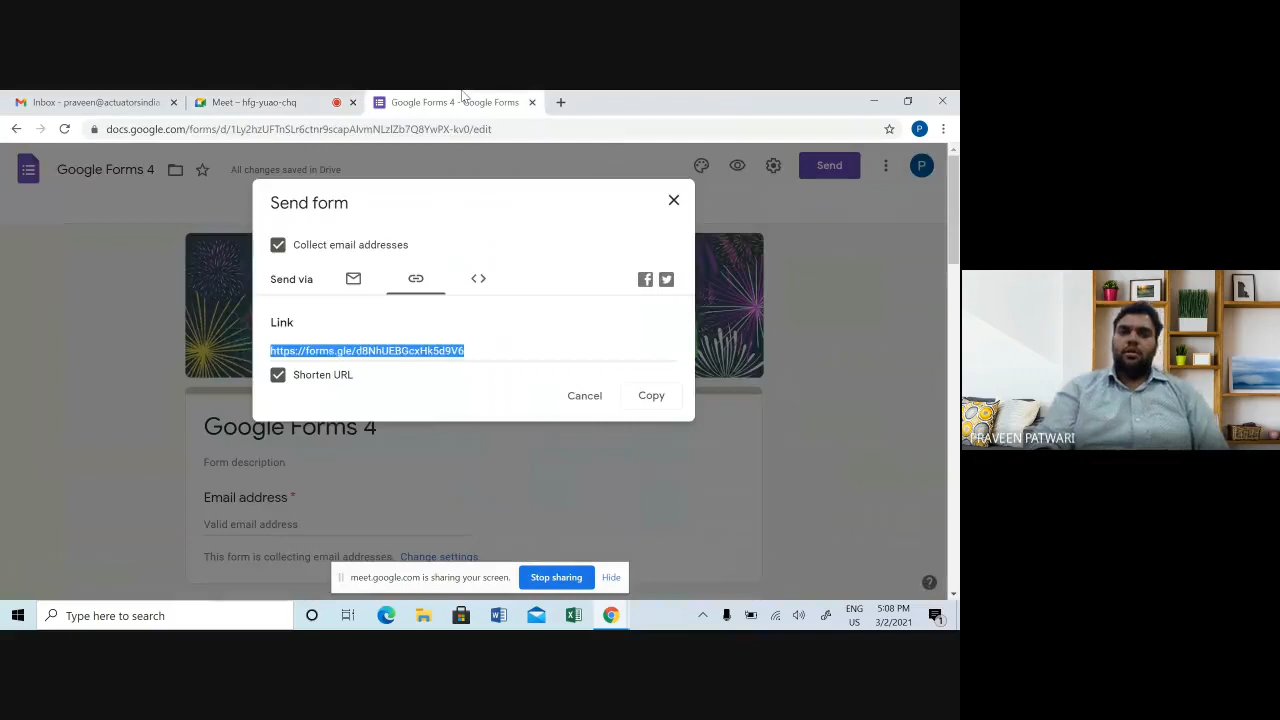 Inbox - praveen@actuatorsindia
Meet – hfg-yuao-chq
Google Forms 4 - Google Forms
docs.google.com/forms/d/1Ly2hzUFTnSLr6ctnr9scapAlvmNLzlZb7Q8YwPX-kv0/edit
P
Google Forms 4
All changes saved in Drive
Send
P
Send form
Collect email addresses
Send via
Link
https://forms.gle/d8NhUEBGcxHk5d9V6
Shorten URL
Cancel
Copy
Google Forms 4
Form description
Email address *
Valid email address
This form is collecting email addresses. Change settings
meet.google.com is sharing your screen.
Stop sharing
Hide
PRAVEEN PATWARI
Type here to search
ENG
US
5:08 PM
3/2/2021
1